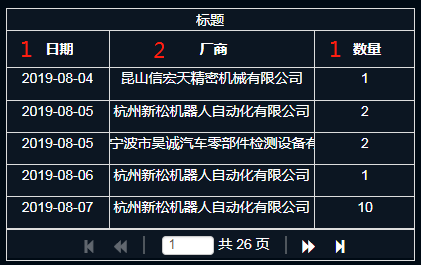 标题
1 日期 2 厂商 1 数量
2019-08-04 昆山信宏天精密机械有限公司 1
2019-08-05 杭州新松机器人自动化有限公司 2
2019-08-05 宁波市昊诚汽车零部件检测设备有 2
2019-08-06 杭州新松机器人自动化有限公司 1
2019-08-07 杭州新松机器人自动化有限公司 10
1 共 26 页